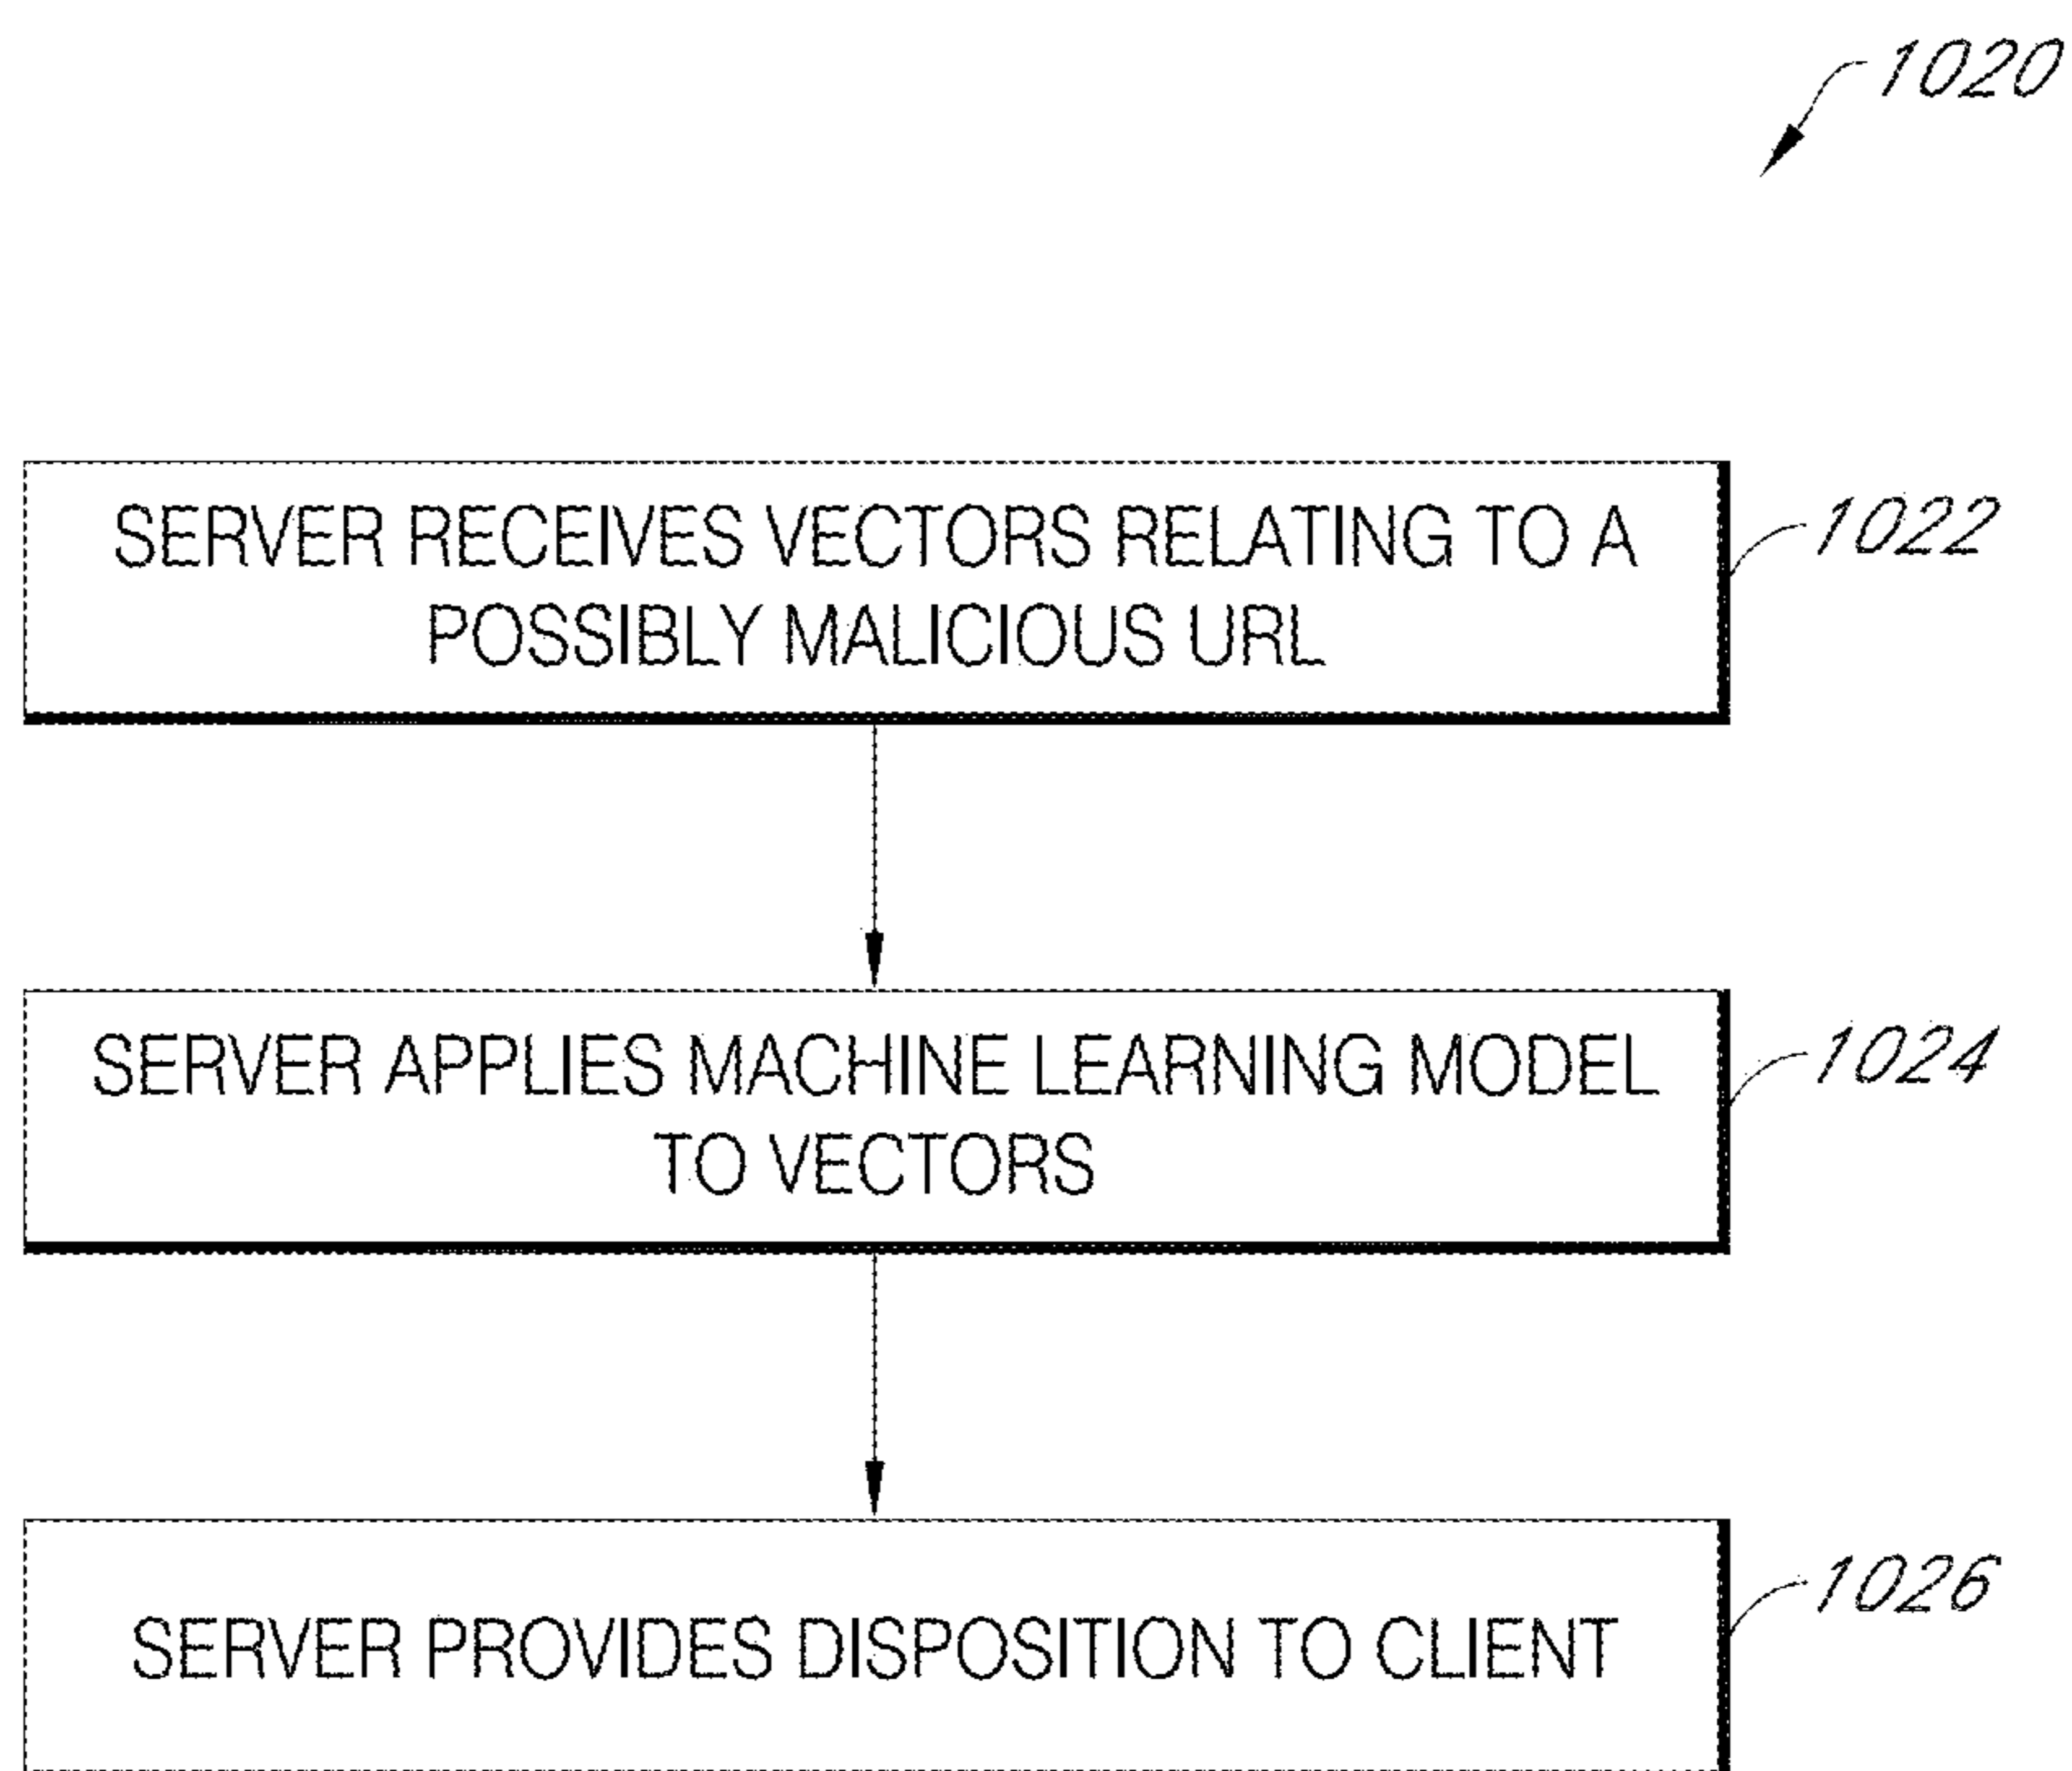 1020
SERVER RECEIVES VECTORS RELATING TO A
POSSIBLY MALICIOUS URL
1022
SERVER APPLIES MACHINE LEARNING MODEL
TO VECTORS
1024
SERVER PROVIDES DISPOSITION TO CLIENT
1026